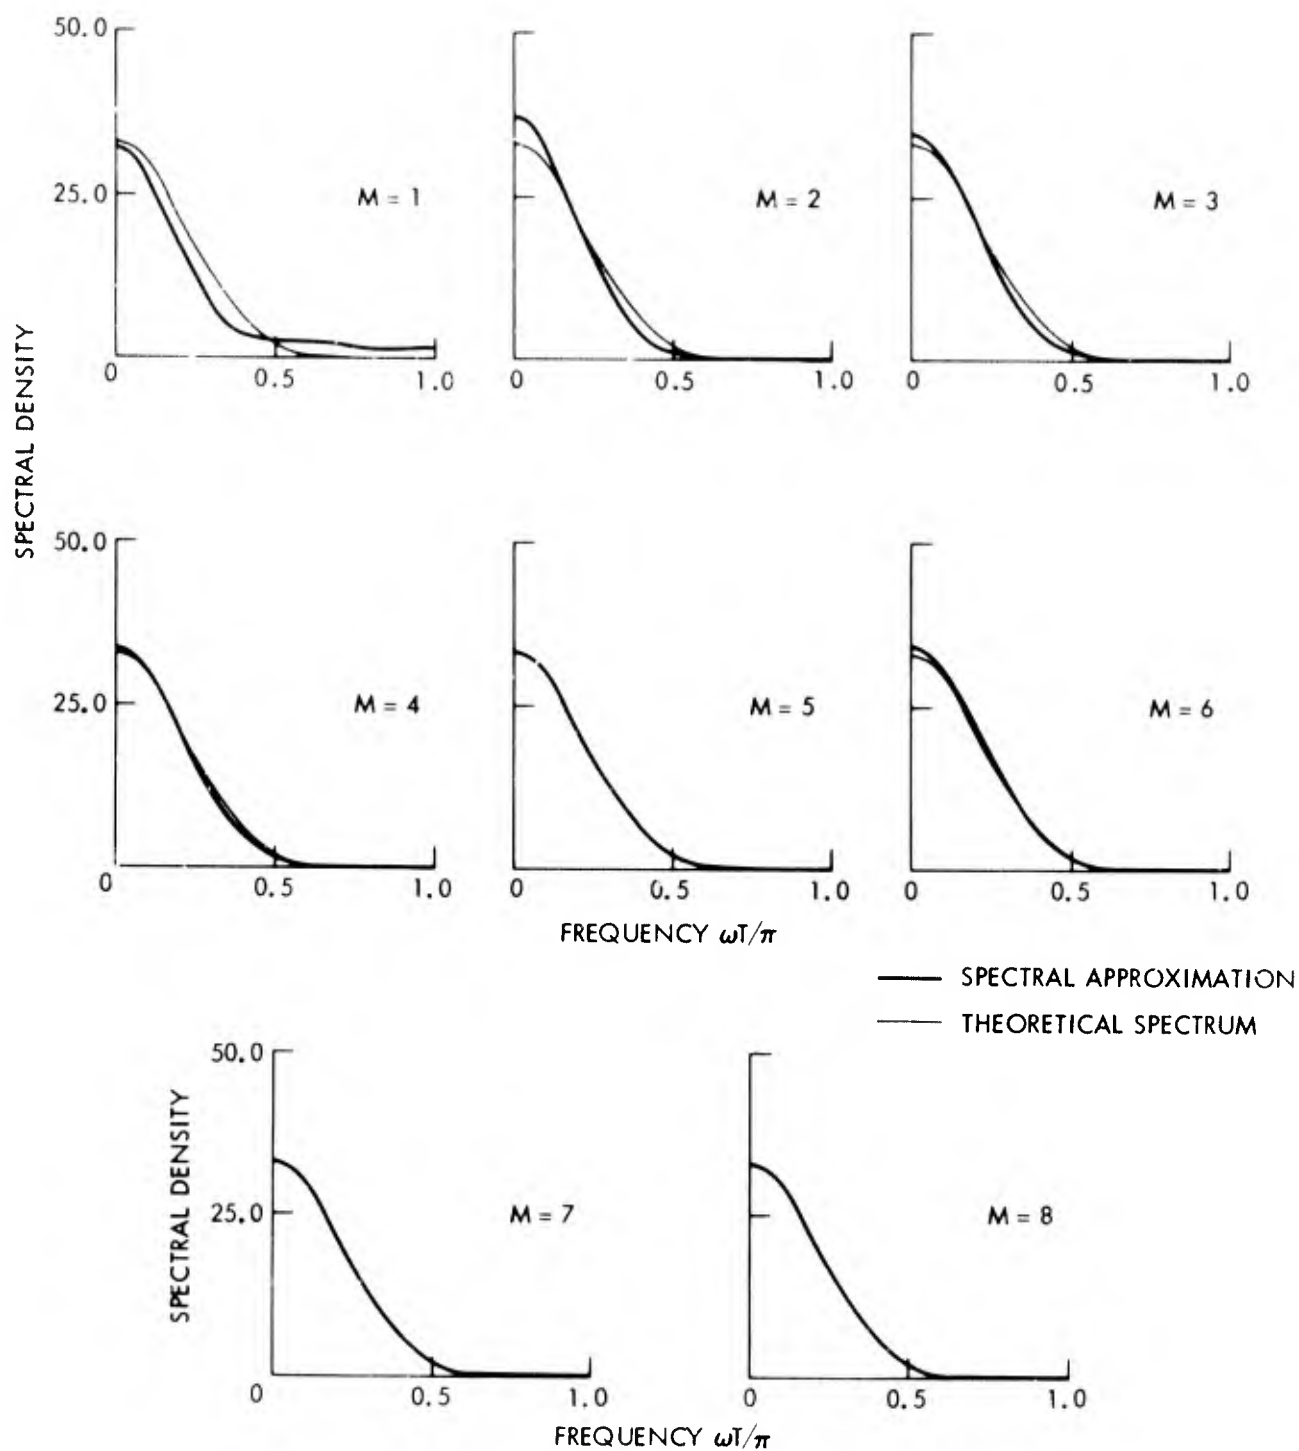 50.0
25.0
M = 1
M = 2
M = 3
0 0.5 1.0
0 0.5 1.0
0 0.5 1.0
SPECTRAL DENSITY
50.0
25.0
M = 4
M = 5
M = 6
0 0.5 1.0
0 0.5 1.0
0 0.5 1.0
FREQUENCY ωT/π
SPECTRAL APPROXIMATION
THEORETICAL SPECTRUM
50.0
25.0
SPECTRAL DENSITY
M = 7
M = 8
0 0.5 1.0
0 0.5 1.0
FREQUENCY ωT/π